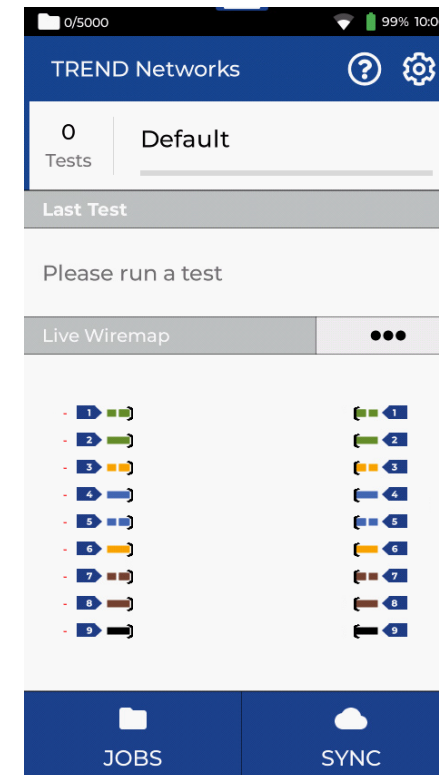 0/5000 99% 10:0
TREND Networks ?
0
Tests
Default
Last Test
Please run a test
Live Wiremap •••
- 1 1
- 2 2
- 3 3
- 4 4
- 5 5
- 6 6
- 7 7
- 8 8
- 9 9
JOBS SYNC